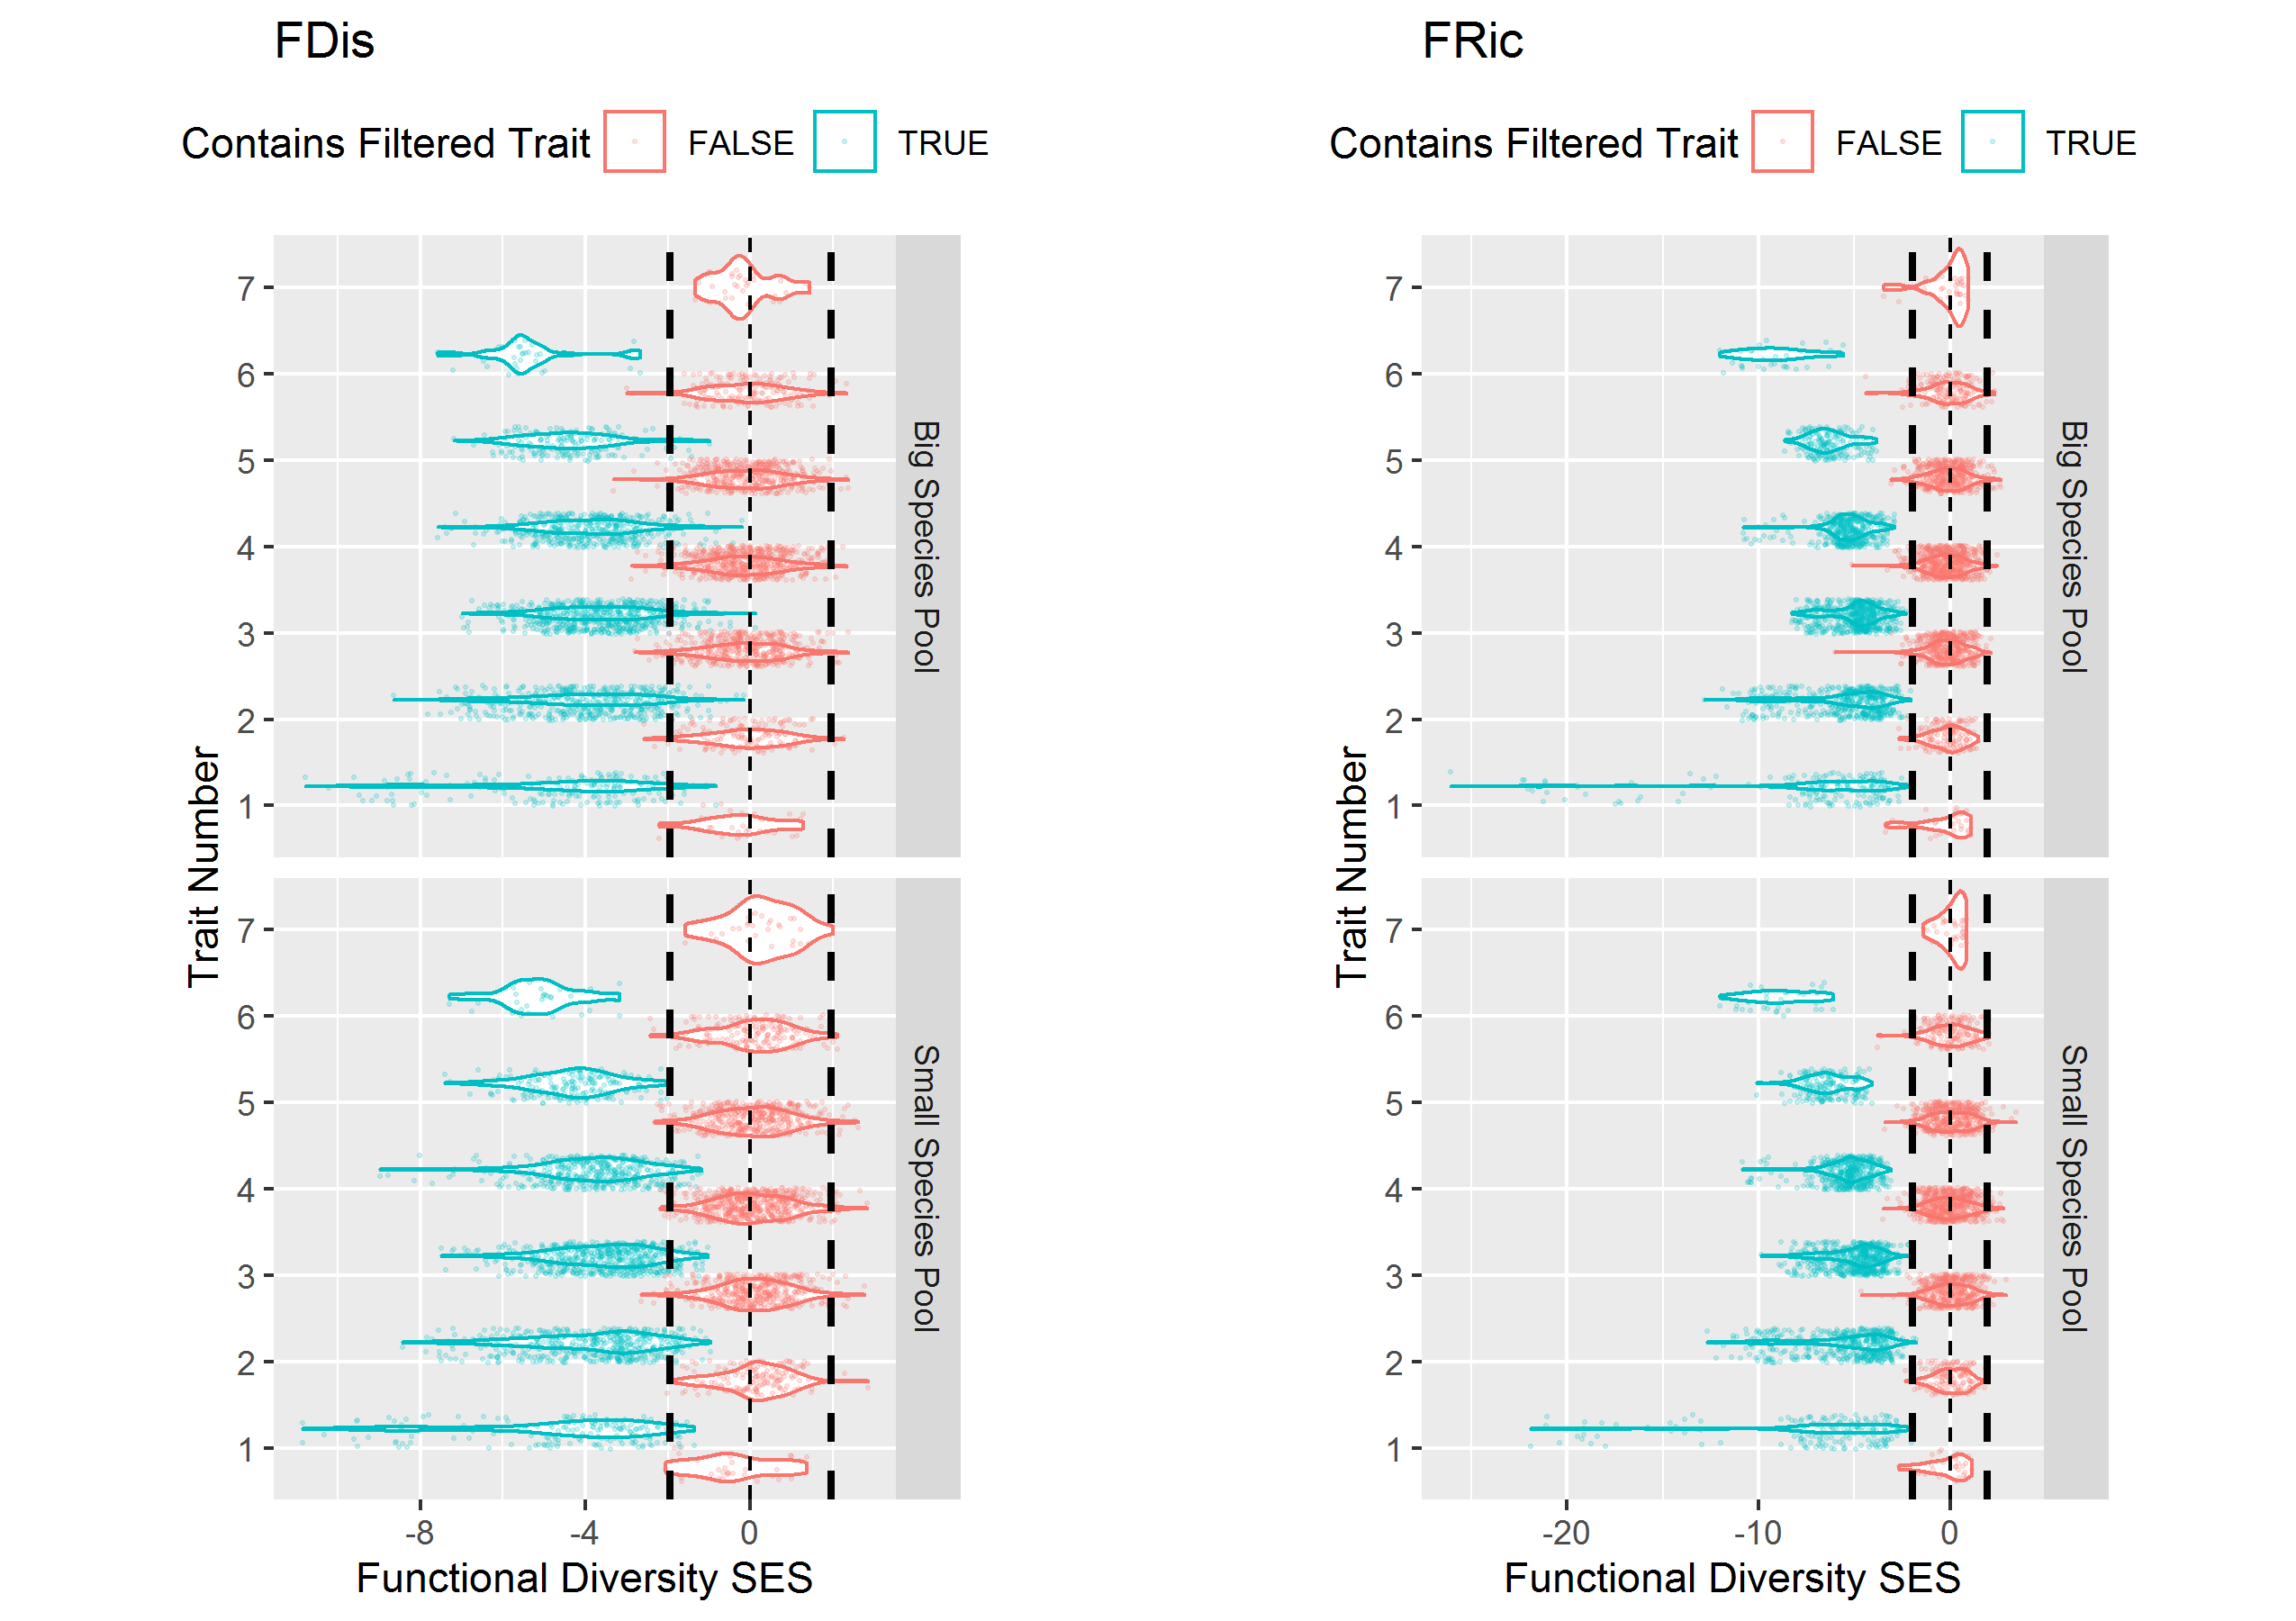 FDis
Contains Filtered Trait FALSE TRUE
Trait Number
7
6
5
4
3
2
1
Big Species Pool
7
6
5
4
3
2
1
Small Species Pool
-8 -4 0
Functional Diversity SES
FRic
Contains Filtered Trait FALSE TRUE
Trait Number
7
6
5
4
3
2
1
Big Species Pool
7
6
5
4
3
2
1
Small Species Pool
-20 -10 0
Functional Diversity SES